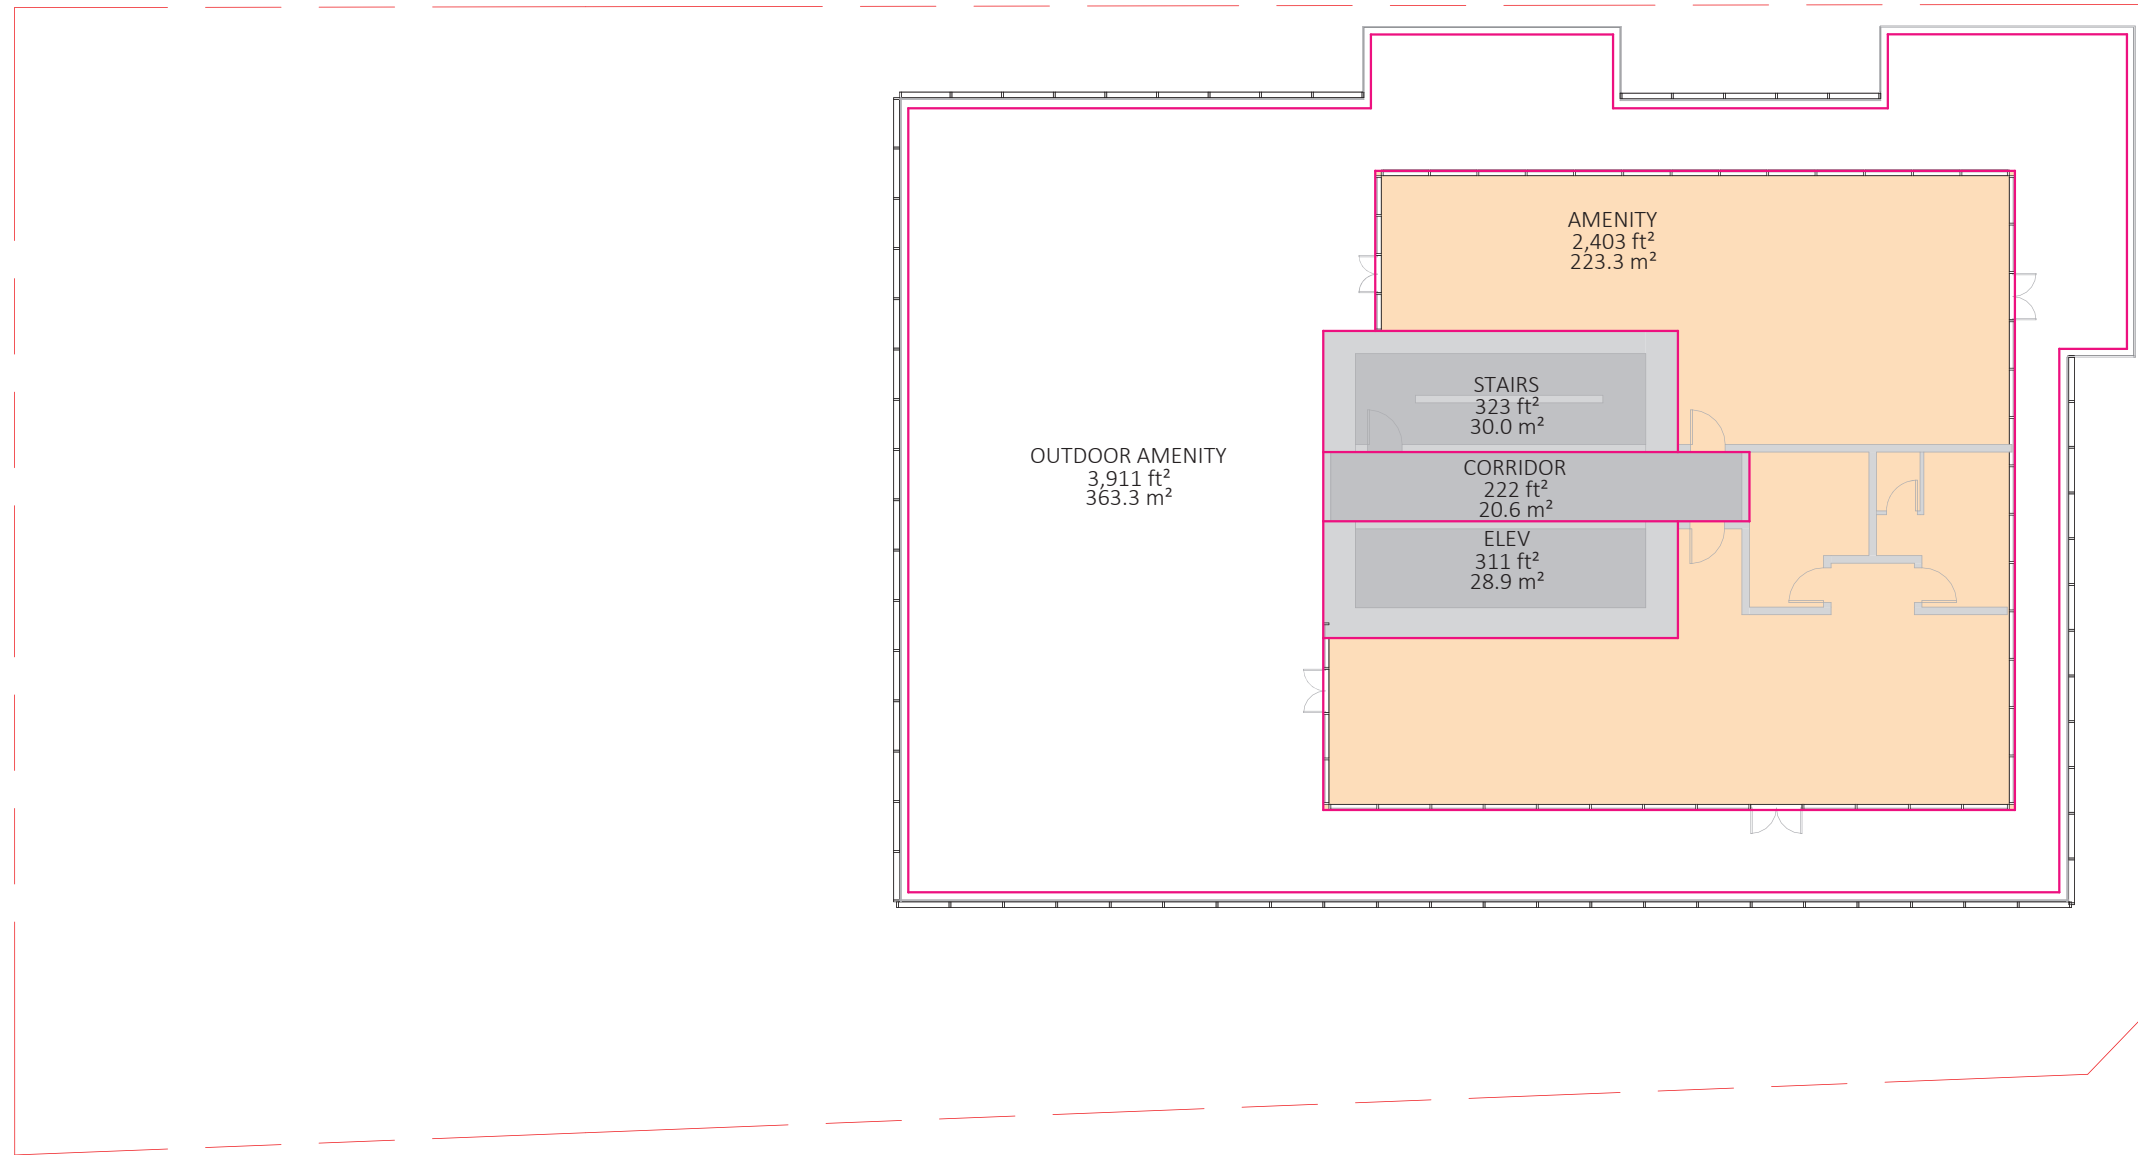 AMENITY
2,403 ft²
223.3 m²
STAIRS
323 ft²
30.0 m²
OUTDOOR AMENITY
3,911 ft²
363.3 m²
CORRIDOR
222 ft²
20.6 m²
ELEV
311 ft²
28.9 m²